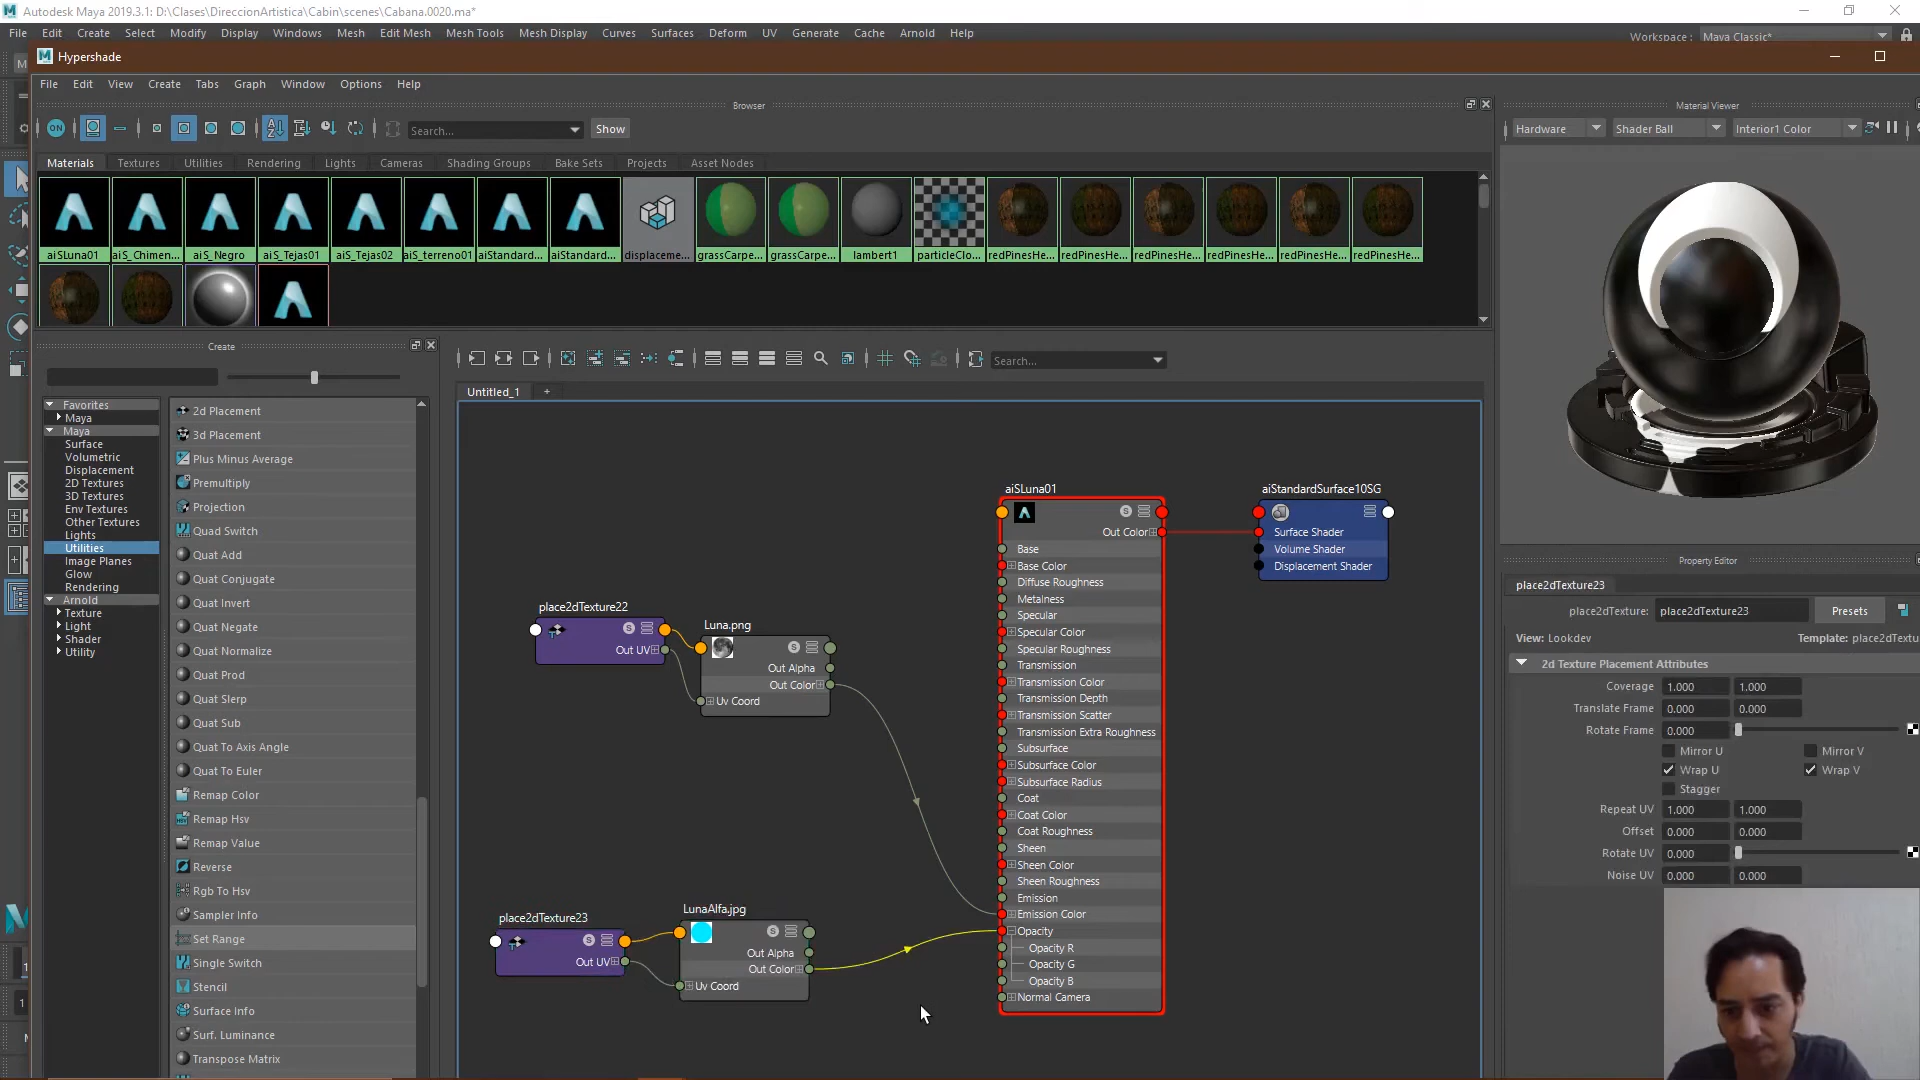 Autodesk Maya 2019.3.1: D:\Clases\DireccionArtistica\Cabin\scenes\Cabana.0020.ma*
File Edit Create Select Modify Display Windows Mesh Edit Mesh Mesh Tools Mesh Display Curves Surfaces Deform UV Generate Cache Arnold Help
Workspace : Maya Classic*
Hypershade
File Edit View Create Tabs Graph Window Options Help
Browser
Material Viewer
ON Search... Show
Hardware Shader Ball Interior1 Color
Materials Textures Utilities Rendering Lights Cameras Shading Groups Bake Sets Projects Asset Nodes
aiSLuna01 aiS_Chimen... aiS_Negro aiS_Tejas01 aiS_Tejas02 aiS_terreno01 aiStandard... aiStandard... displaceme... grassCarpe... grassCarpe... lambert1 particleClo... redPinesHe... redPinesHe... redPinesHe... redPinesHe... redPinesHe... redPinesHe...
Create
Search...
Untitled_1 +
Favorites
Maya
Maya
Surface
Volumetric
Displacement
2D Textures
3D Textures
Env Textures
Other Textures
Lights
Utilities
Image Planes
Glow
Rendering
Arnold
Texture
Light
Shader
Utility
2d Placement
3d Placement
Plus Minus Average
Premultiply
Projection
Quad Switch
Quat Add
Quat Conjugate
Quat Invert
Quat Negate
Quat Normalize
Quat Prod
Quat Slerp
Quat Sub
Quat To Axis Angle
Quat To Euler
Remap Color
Remap Hsv
Remap Value
Reverse
Rgb To Hsv
Sampler Info
Set Range
Single Switch
Stencil
Surface Info
Surf. Luminance
Transpose Matrix
place2dTexture22
Out UV
Luna.png
Out Alpha
Out Color
Uv Coord
place2dTexture23
Out UV
LunaAlfa.jpg
Out Alpha
Out Color
Uv Coord
aiSLuna01
Out Color
Base
Base Color
Diffuse Roughness
Metalness
Specular
Specular Color
Specular Roughness
Transmission
Transmission Color
Transmission Depth
Transmission Scatter
Transmission Extra Roughness
Subsurface
Subsurface Color
Subsurface Radius
Coat
Coat Color
Coat Roughness
Sheen
Sheen Color
Sheen Roughness
Emission
Emission Color
Opacity
Opacity R
Opacity G
Opacity B
Normal Camera
aiStandardSurface10SG
Surface Shader
Volume Shader
Displacement Shader
Property Editor
place2dTexture23
place2dTexture: place2dTexture23 Presets
View: Lookdev Template: place2dTextu
2d Texture Placement Attributes
Coverage 1.000 1.000
Translate Frame 0.000 0.000
Rotate Frame 0.000
Mirror U Mirror V
Wrap U Wrap V
Stagger
Repeat UV 1.000 1.000
Offset 0.000 0.000
Rotate UV 0.000
Noise UV 0.000 0.000